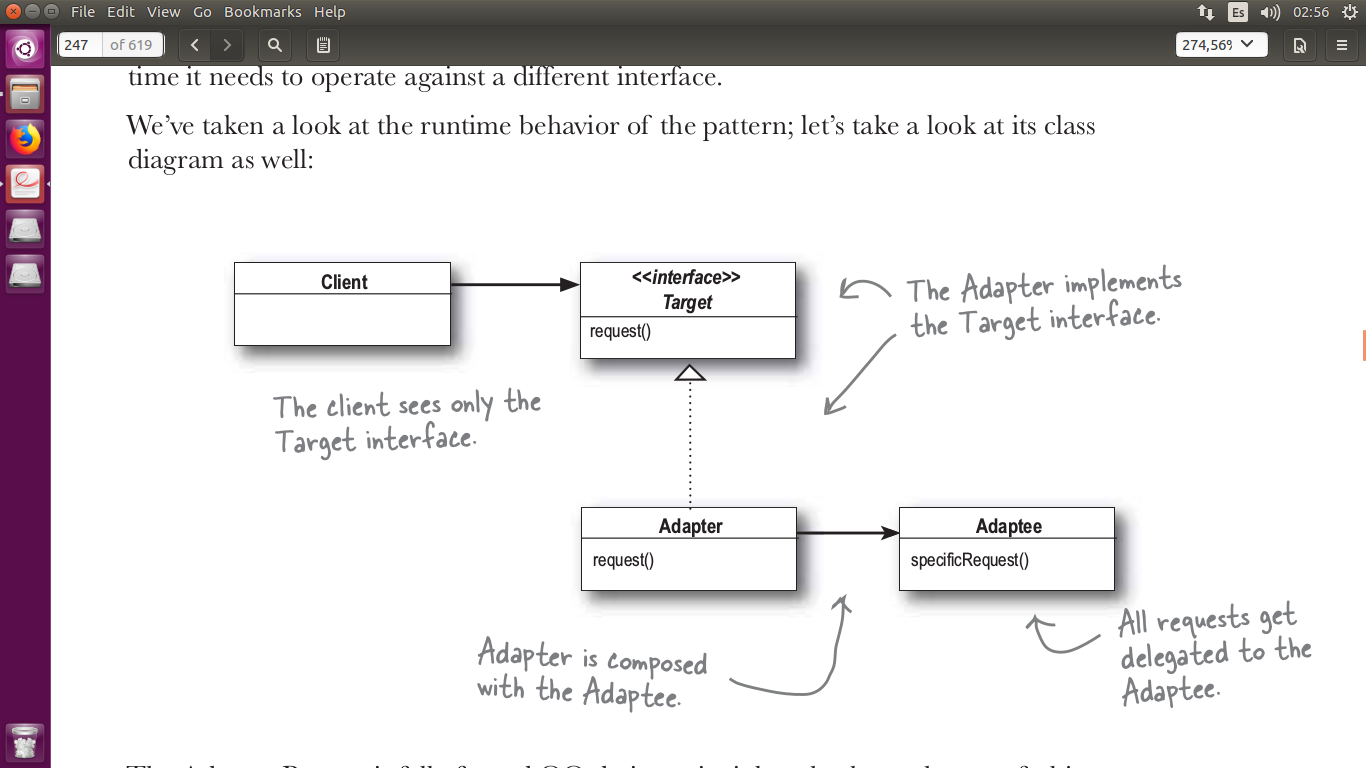 File Edit View Go Bookmarks Help
Es
02:56
247 of 619
274,56%
time it needs to operate against a different interface.
We’ve taken a look at the runtime behavior of the pattern; let’s take a look at its class
diagram as well:
Client
<<interface>>
Target
request()
The Adapter implements
the Target interface.
The client sees only the
Target interface.
Adapter
request()
Adaptee
specificRequest()
Adapter is composed
with the Adaptee.
All requests get
delegated to the
Adaptee.